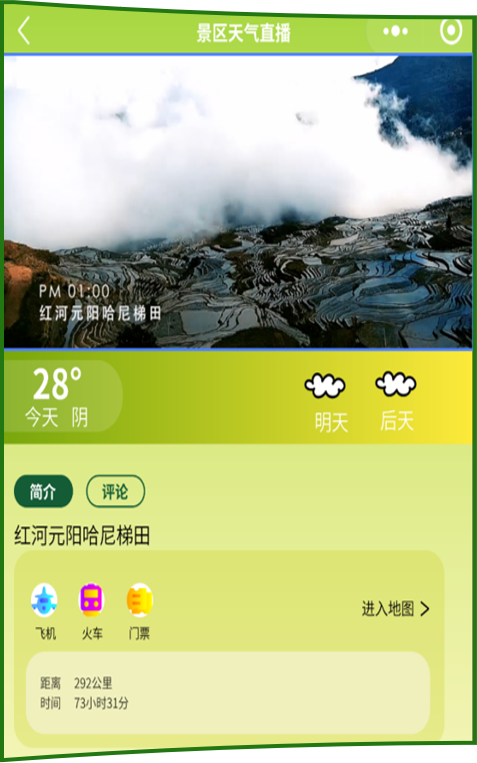 景区天气直播
PM 01:00
红河元阳哈尼梯田
28°
今天 阴
明天 后天
简介 评论
红河元阳哈尼梯田
飞机 火车 门票
进入地图
距离 292公里
时间 73小时31分